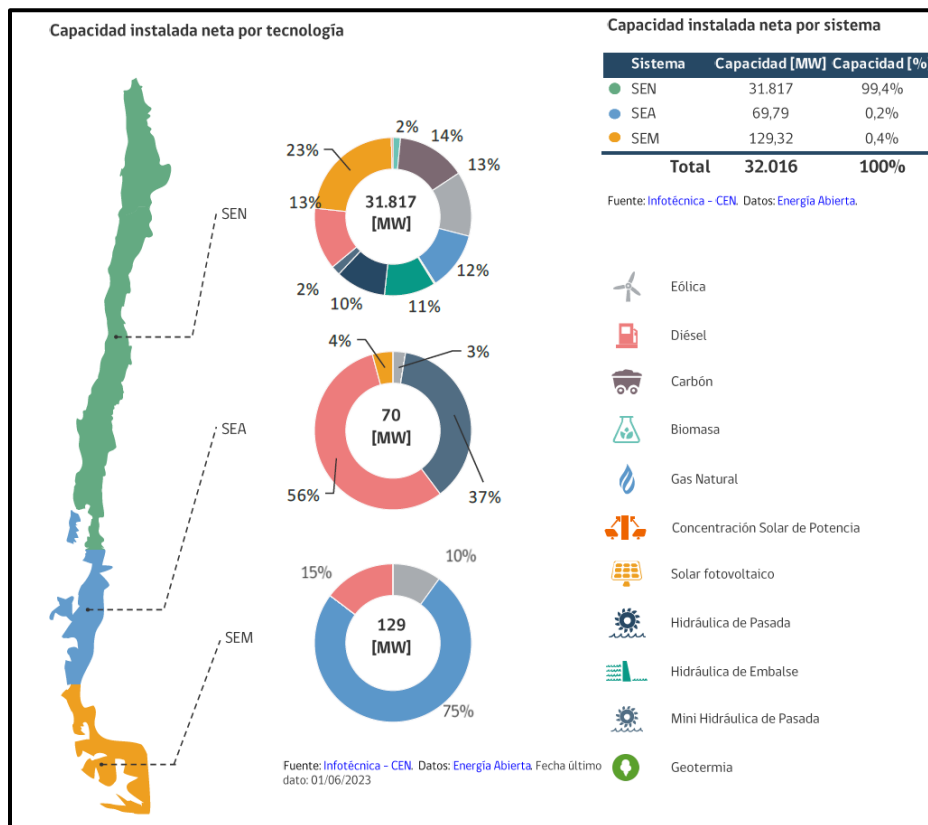 Capacidad instalada neta por tecnología
SEN
SEA
SEM
2%
14%
13%
12%
11%
10%
2%
13%
23%
31.817
[MW]
4%
3%
37%
56%
70
[MW]
15%
10%
75%
129
[MW]
Fuente: Infotécnica - CEN. Datos: Energía Abierta. Fecha último
dato: 01/06/2023
Capacidad instalada neta por sistema
Sistema Capacidad [MW] Capacidad [%
SEN 31.817 99,4%
SEA 69,79 0,2%
SEM 129,32 0,4%
Total 32.016 100%
Fuente: Infotécnica - CEN. Datos: Energía Abierta.
Eólica
Diésel
Carbón
Biomasa
Gas Natural
Concentración Solar de Potencia
Solar fotovoltaico
Hidráulica de Pasada
Hidráulica de Embalse
Mini Hidráulica de Pasada
Geotermia